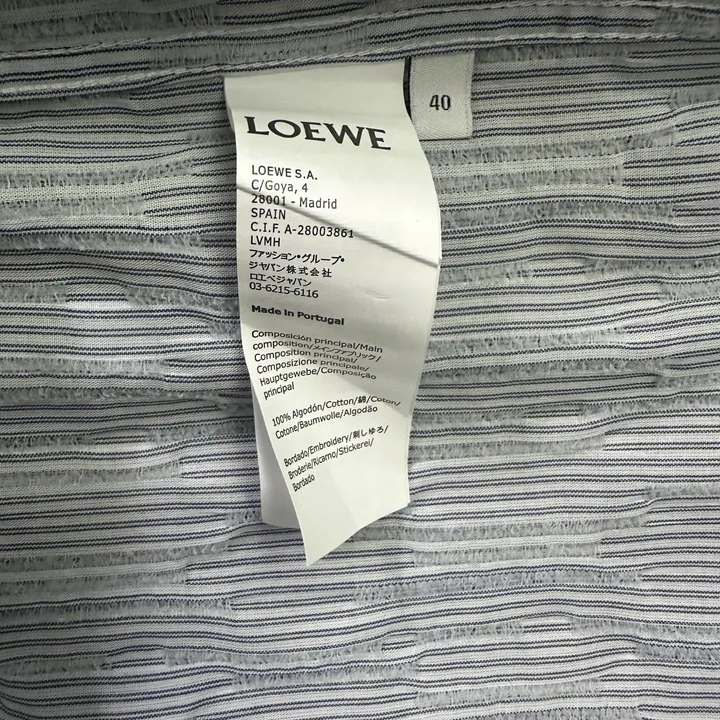 40
LOEWE
LOEWE S.A.
C/Goya, 4
28001 - Madrid
SPAIN
C.I.F. A-28003861
LVMH
ファッション・グループ・
ジャパン株式会社
ロエベジャパン
03-6215-6116
Made in Portugal
Composición principal/Main
composition/メインファブリック/
Composition principal/
Composizione principale/
Hauptgewebe/Composição
principal
100% Algodón/Cotton/綿/Coton/
Cotone/Baumwolle/Algodão
Bordado/Embroidery/刺しゅう/
Broderie/Ricamo/Stickerei/
Bordado